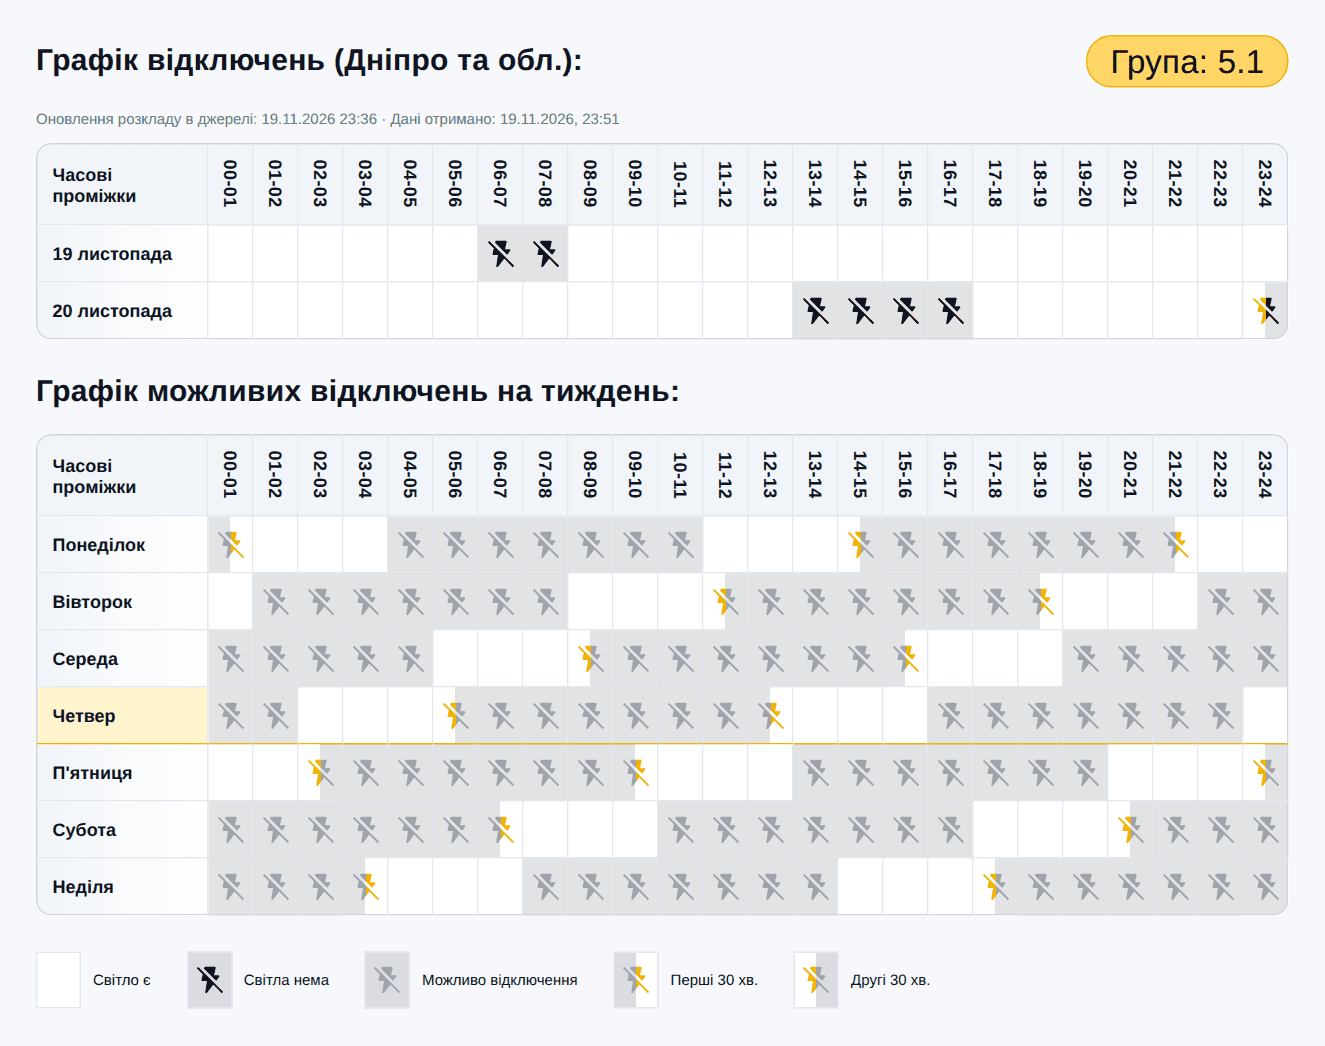 Графік відключень (Дніпро та обл.):
Група: 5.1
Оновлення розкладу в джерелі: 19.11.2026 23:36 · Дані отримано: 19.11.2026, 23:51
Часові проміжки 00-01 01-02 02-03 03-04 04-05 05-06 06-07 07-08 08-09 09-10 10-11 11-12 12-13 13-14 14-15 15-16 16-17 17-18 18-19 19-20 20-21 21-22 22-23 23-24
19 листопада
20 листопада
Графік можливих відключень на тиждень:
Часові проміжки 00-01 01-02 02-03 03-04 04-05 05-06 06-07 07-08 08-09 09-10 10-11 11-12 12-13 13-14 14-15 15-16 16-17 17-18 18-19 19-20 20-21 21-22 22-23 23-24
Понеділок
Вівторок
Середа
Четвер
П'ятниця
Субота
Неділя
Світло є
Світла нема
Можливо відключення
Перші 30 хв.
Другі 30 хв.